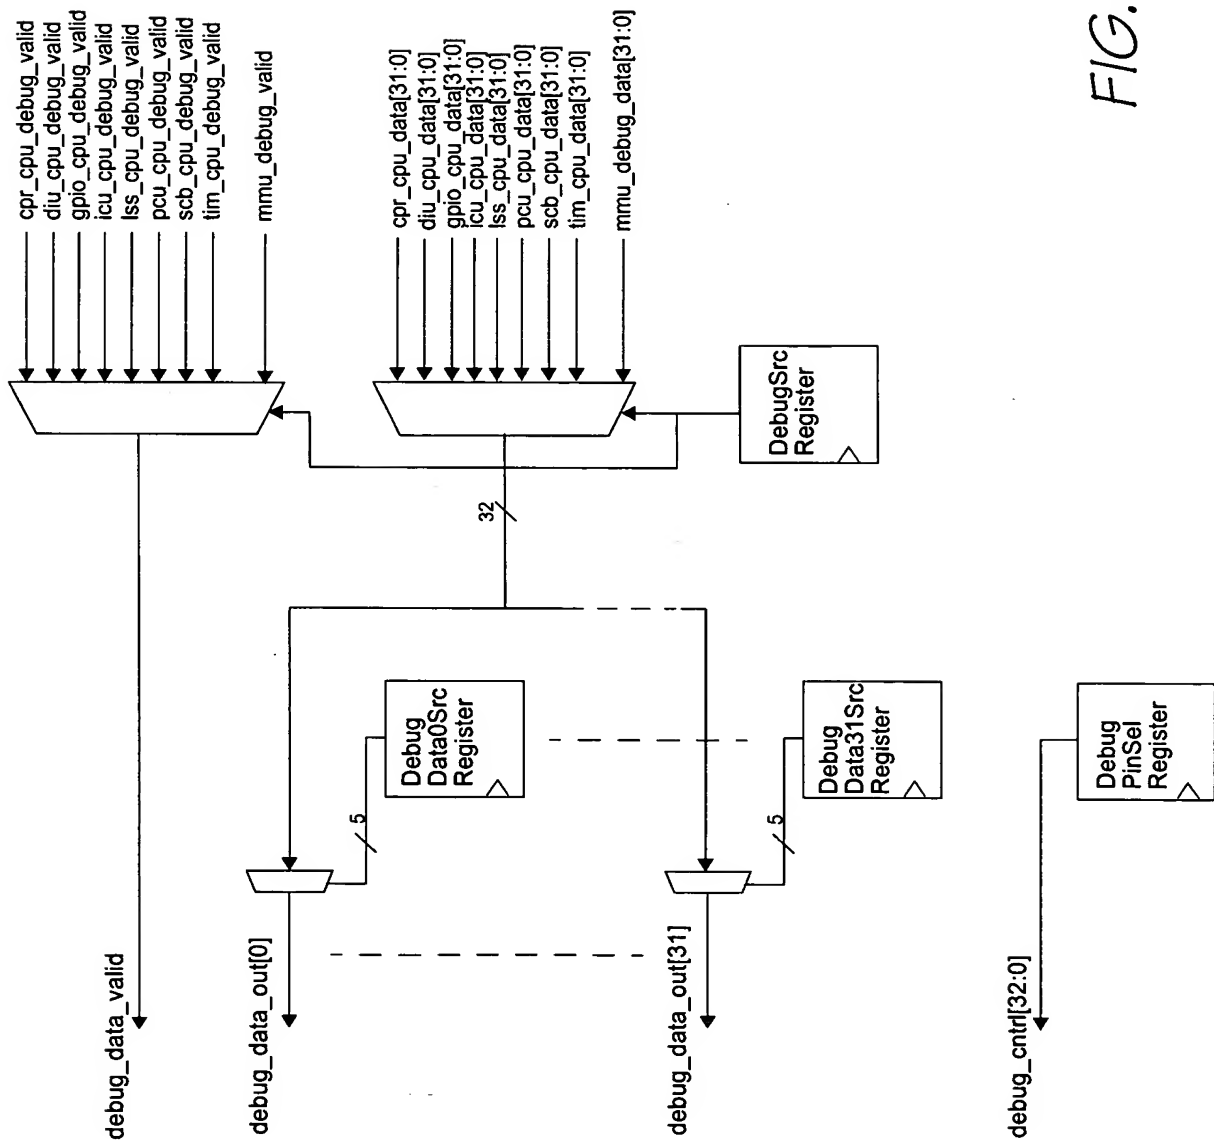 cpr_cpu_debug_valid
diu_cpu_debug_valid
gpio_cpu_debug_valid
icu_cpu_debug_valid
lss_cpu_debug_valid
pcu_cpu_debug_valid
scb_cpu_debug_valid
tim_cpu_debug_valid
mmu_debug_valid
cpr_cpu_data[31:0]
diu_cpu_data[31:0]
gpio_cpu_data[31:0]
icu_cpu_data[31:0]
lss_cpu_data[31:0]
pcu_cpu_data[31:0]
scb_cpu_data[31:0]
tim_cpu_data[31:0]
mmu_debug_data[31:0]
DebugSrc
Register
32
Debug
Data0Src
Register
5
Debug
Data31Src
Register
5
Debug
PinSel
Register
debug_data_valid
debug_data_out[0]
debug_data_out[31]
debug_cntrl[32:0]
FIG.